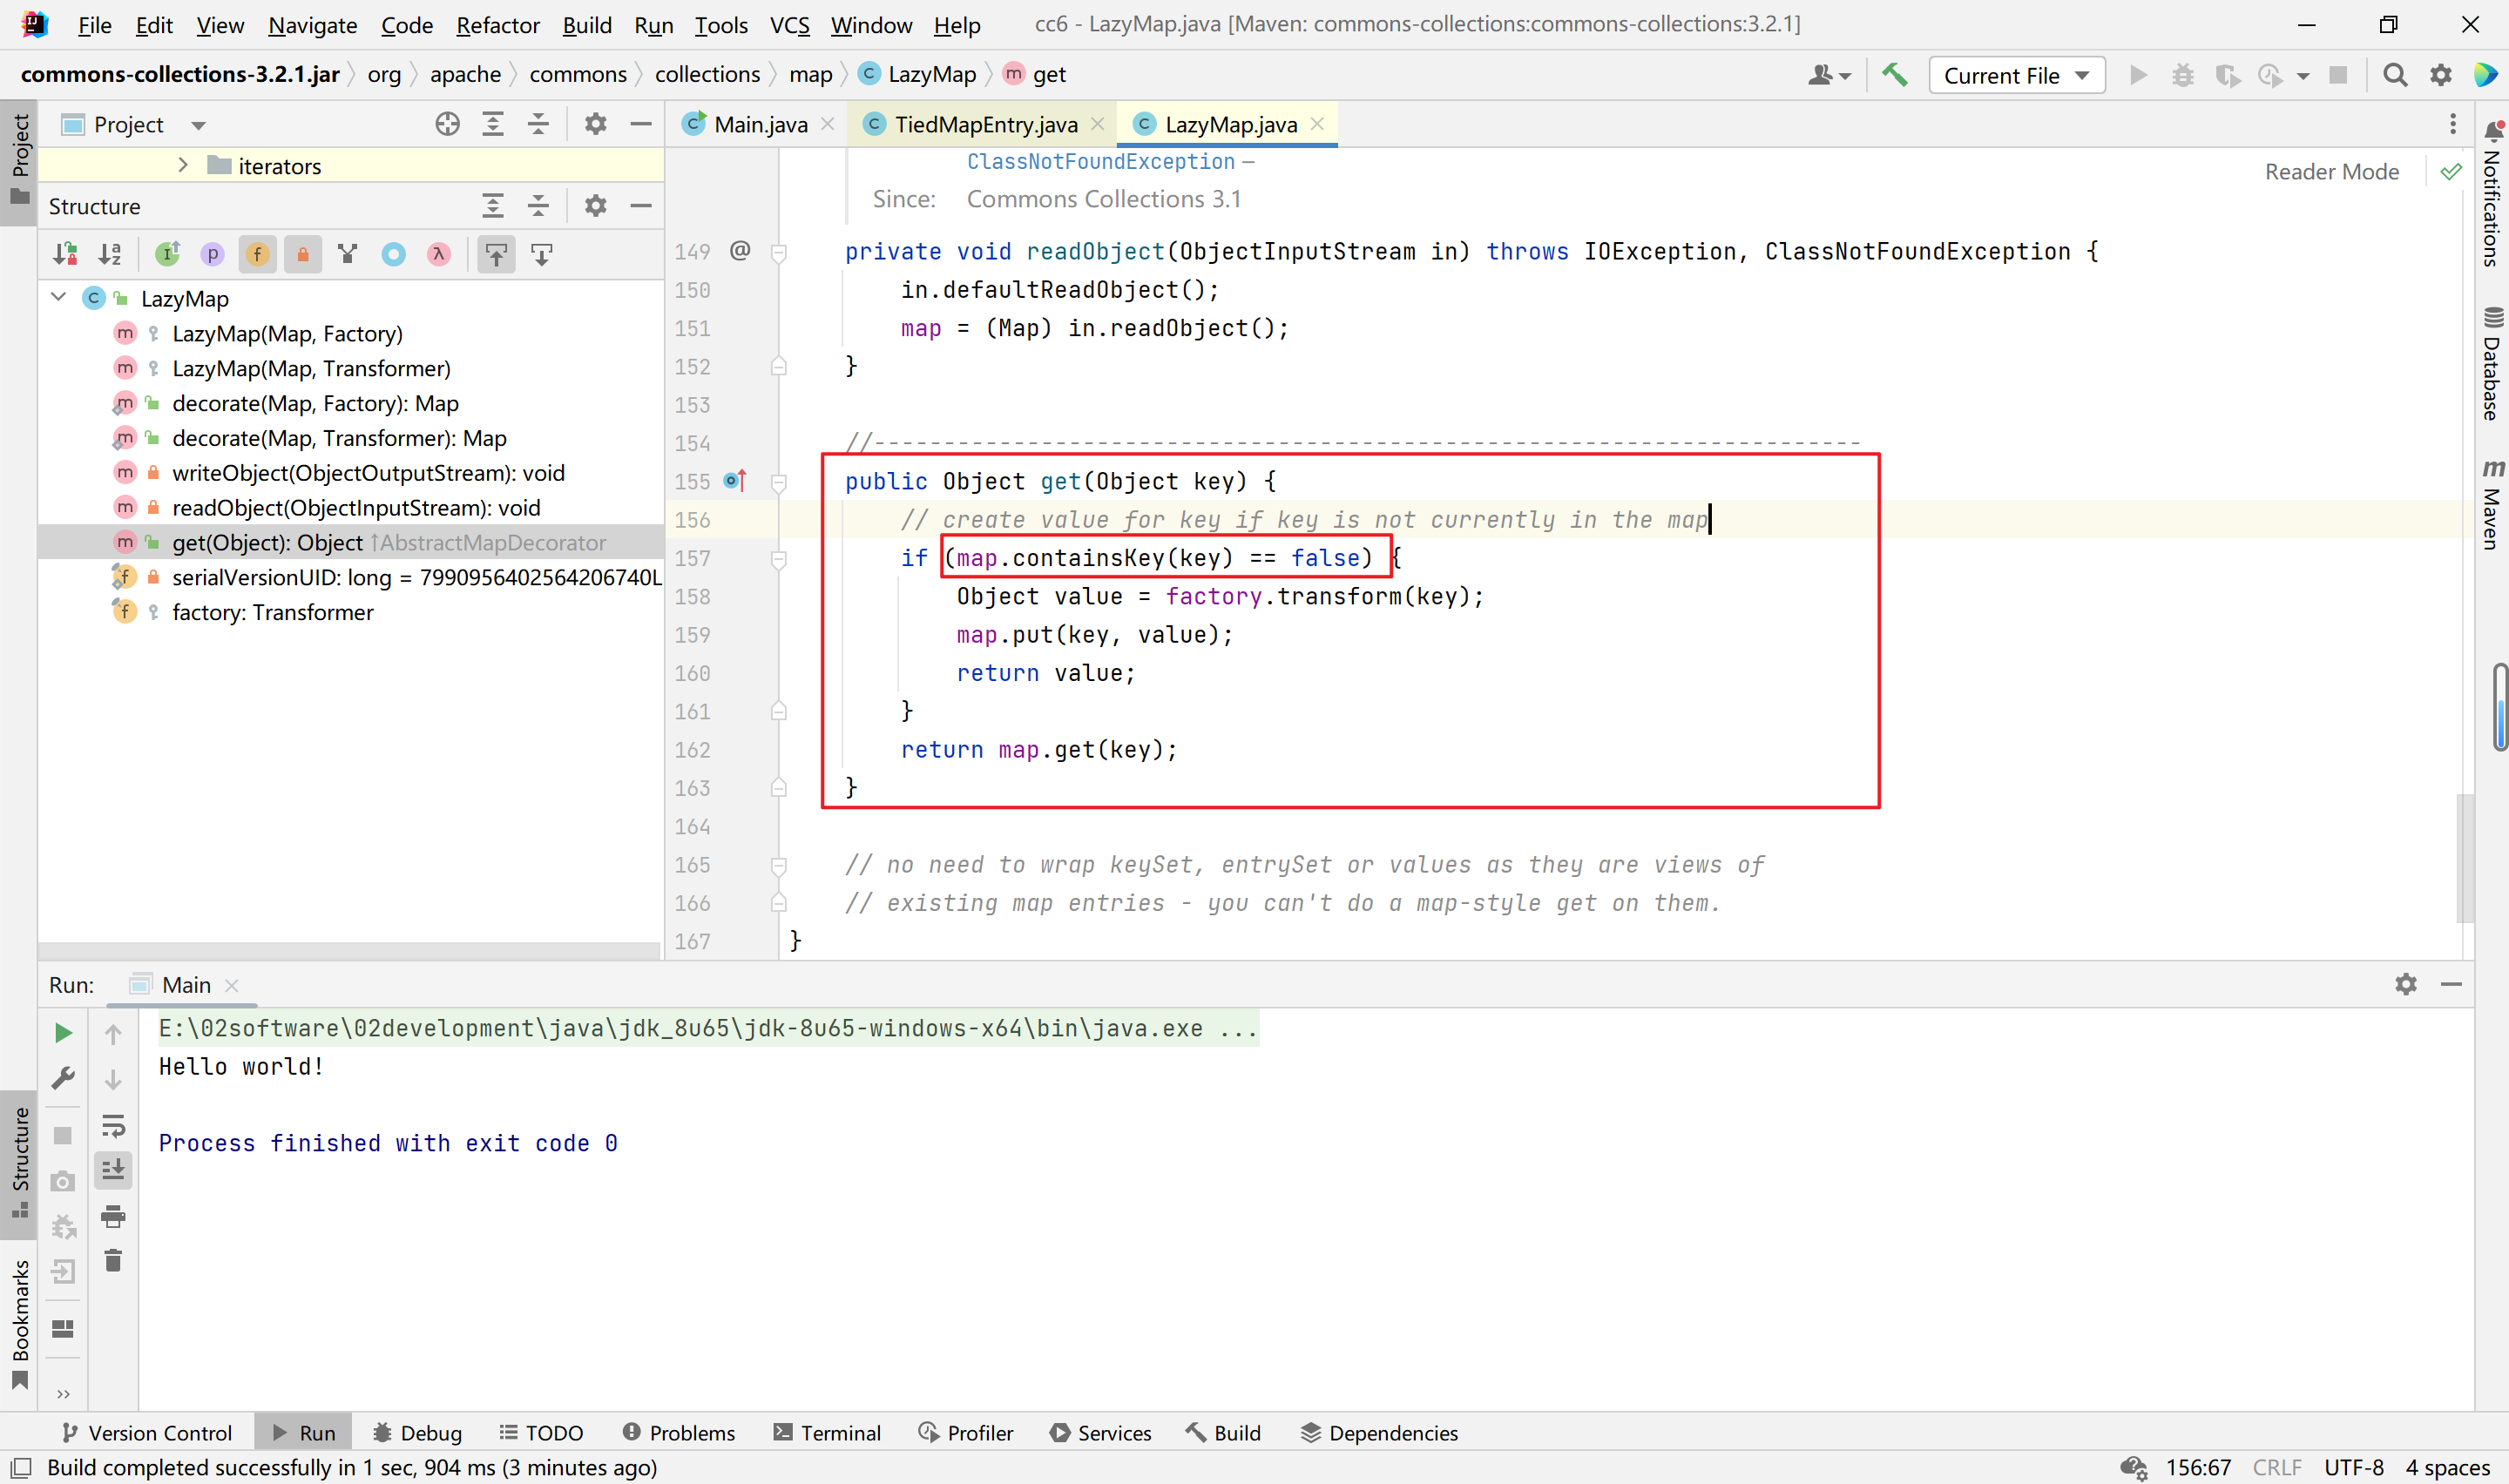 File Edit View Navigate Code Refactor Build Run Tools VCS Window Help cc6 - LazyMap.java [Maven: commons-collections:commons-collections:3.2.1]
commons-collections-3.2.1.jar org apache commons collections map LazyMap get Current File
Project
iterators
Structure
LazyMap
LazyMap(Map, Factory)
LazyMap(Map, Transformer)
decorate(Map, Factory): Map
decorate(Map, Transformer): Map
writeObject(ObjectOutputStream): void
readObject(ObjectInputStream): void
get(Object): Object ↑AbstractMapDecorator
serialVersionUID: long = 7990956402564206740L
factory: Transformer
Main.java TiedMapEntry.java LazyMap.java
ClassNotFoundException –
Reader Mode
Since: Commons Collections 3.1
149 @ private void readObject(ObjectInputStream in) throws IOException, ClassNotFoundException {
150 in.defaultReadObject();
151 map = (Map) in.readObject();
152 }
153
154 //-----------------------------------------------------------------------
155 public Object get(Object key) {
156 // create value for key if key is not currently in the map
157 if (map.containsKey(key) == false) {
158 Object value = factory.transform(key);
159 map.put(key, value);
160 return value;
161 }
162 return map.get(key);
163 }
164
165 // no need to wrap keySet, entrySet or values as they are views of
166 // existing map entries - you can't do a map-style get on them.
167 }
Project
Structure
Bookmarks
Notifications
Database
Maven
Run: Main
E:\02software\02development\java\jdk_8u65\jdk-8u65-windows-x64\bin\java.exe ...
Hello world!
Process finished with exit code 0
Version Control Run Debug TODO Problems Terminal Profiler Services Build Dependencies
Build completed successfully in 1 sec, 904 ms (3 minutes ago) 156:67 CRLF UTF-8 4 spaces